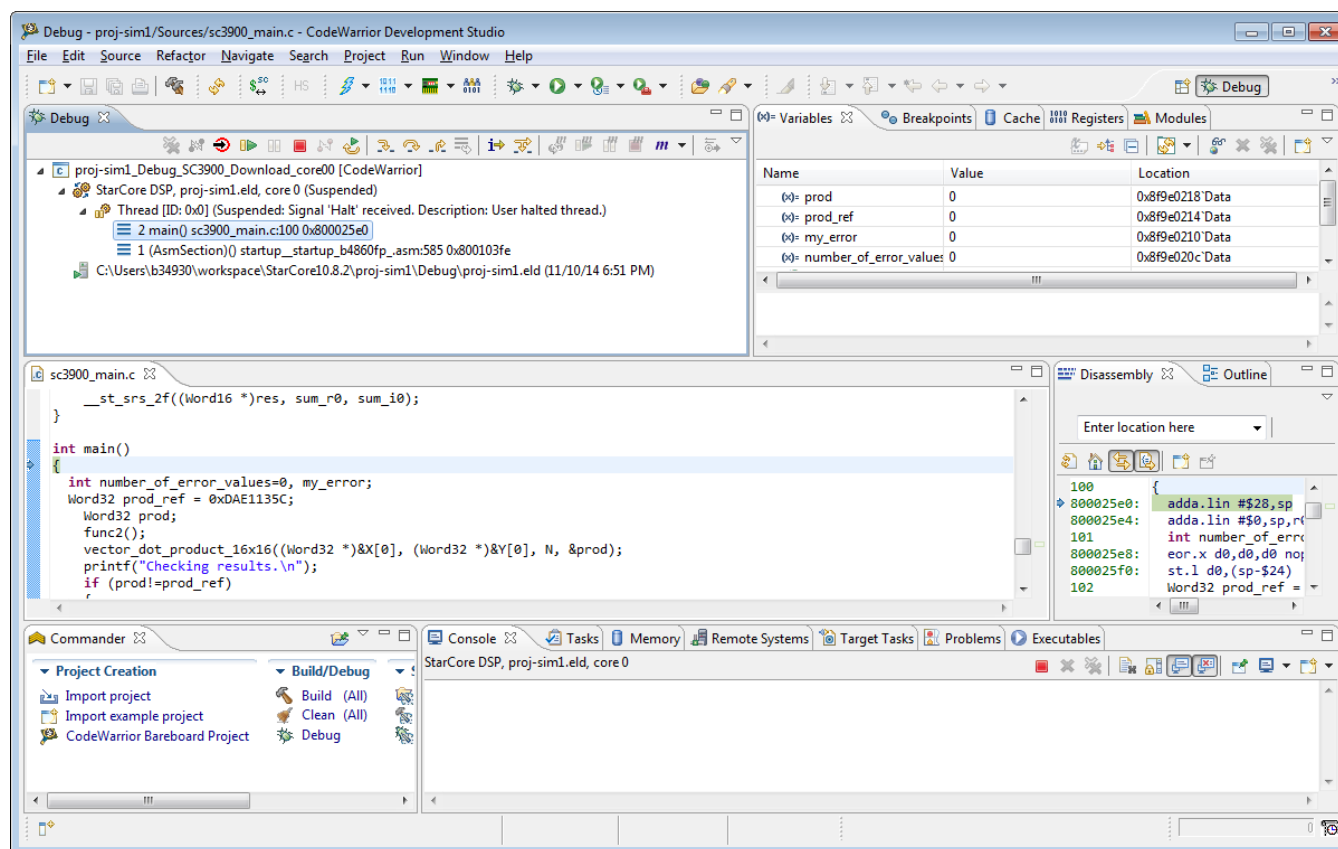 Debug - proj-sim1/Sources/sc3900_main.c - CodeWarrior Development Studio
File Edit Source Refactor Navigate Search Project Run Window Help
HS
Debug
Debug
proj-sim1_Debug_SC3900_Download_core00 [CodeWarrior]
StarCore DSP, proj-sim1.eld, core 0 (Suspended)
Thread [ID: 0x0] (Suspended: Signal 'Halt' received. Description: User halted thread.)
2 main() sc3900_main.c:100 0x800025e0
1 (AsmSection)() startup__startup_b4860fp_.asm:585 0x800103fe
C:\Users\b34930\workspace\StarCore10.8.2\proj-sim1\Debug\proj-sim1.eld (11/10/14 6:51 PM)
(x)= Variables Breakpoints Cache Registers Modules
Name Value Location
(x)= prod 0 0x8f9e0218`Data
(x)= prod_ref 0 0x8f9e0214`Data
(x)= my_error 0 0x8f9e0210`Data
(x)= number_of_error_values 0 0x8f9e020c`Data
sc3900_main.c
__st_srs_2f((Word16 *)res, sum_r0, sum_i0);
}
int main()
{
int number_of_error_values=0, my_error;
Word32 prod_ref = 0xDAE1135C;
Word32 prod;
func2();
vector_dot_product_16x16((Word32 *)&X[0], (Word32 *)&Y[0], N, &prod);
printf("Checking results.\n");
if (prod!=prod_ref)
{
Disassembly Outline
Enter location here
100 {
800025e0: adda.lin #$28,sp
800025e4: adda.lin #$0,sp,r0
101 int number_of_erro
800025e8: eor.x d0,d0,d0 nop
800025f0: st.l d0,(sp-$24)
102 Word32 prod_ref =
Commander
Project Creation Build/Debug
Import project Build (All)
Import example project Clean (All)
CodeWarrior Bareboard Project Debug
Console Tasks Memory Remote Systems Target Tasks Problems Executables
StarCore DSP, proj-sim1.eld, core 0
0